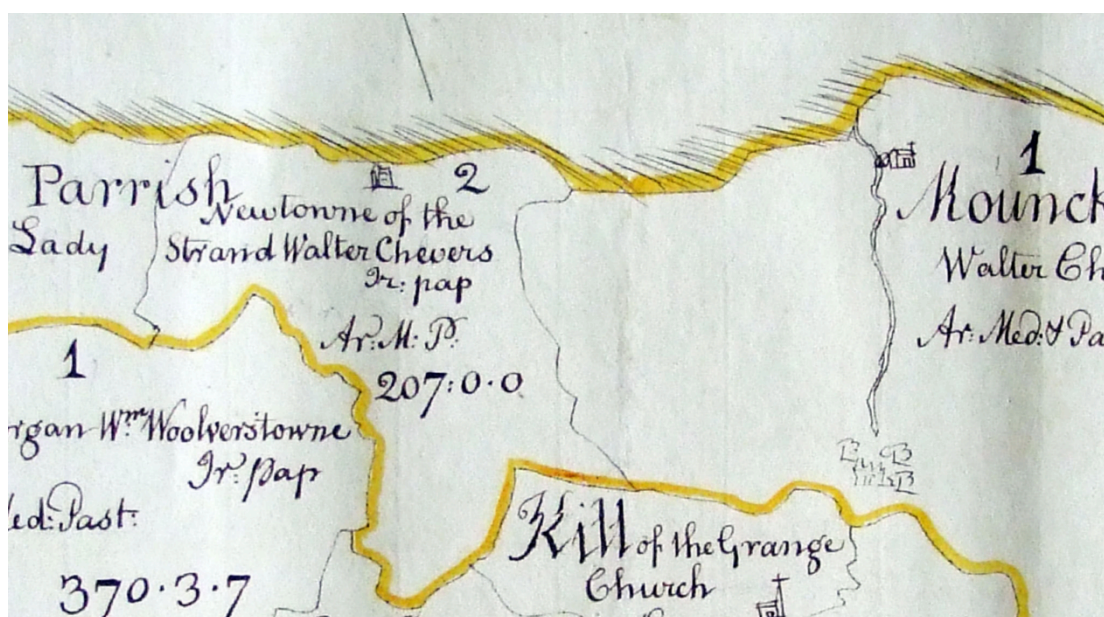 Parrish
Lady
2
Newtowne of the
Strand Walter Chevers
Ir: pap
Ar: M: P:
207:0·0
1
Mounck
Walter Ch
Ar: Med: & Pa
1
rgan Wm Woolverstowne
Ir: pap
ed: Past:
370·3·7
Kill of the Grange
Church